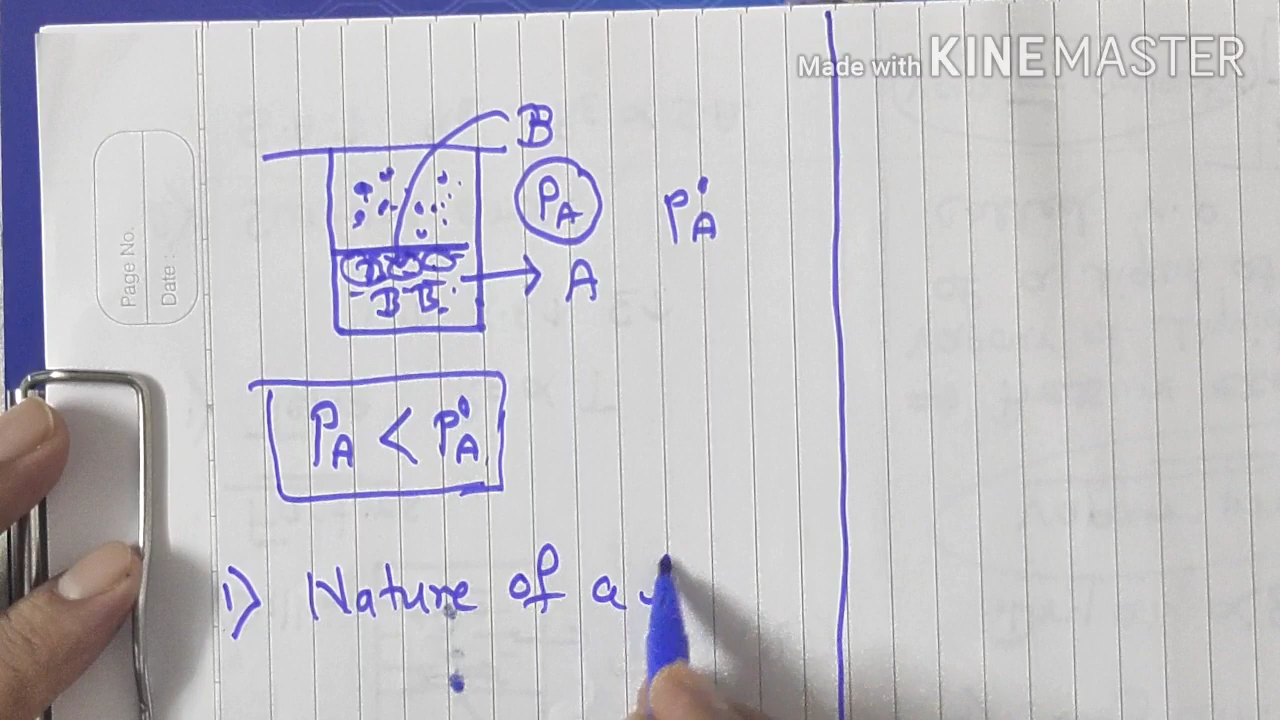 Made with KINEMASTER
B
PA
P°A
A
B B
PA < P°A
1) Nature of a
Page No.
Date :